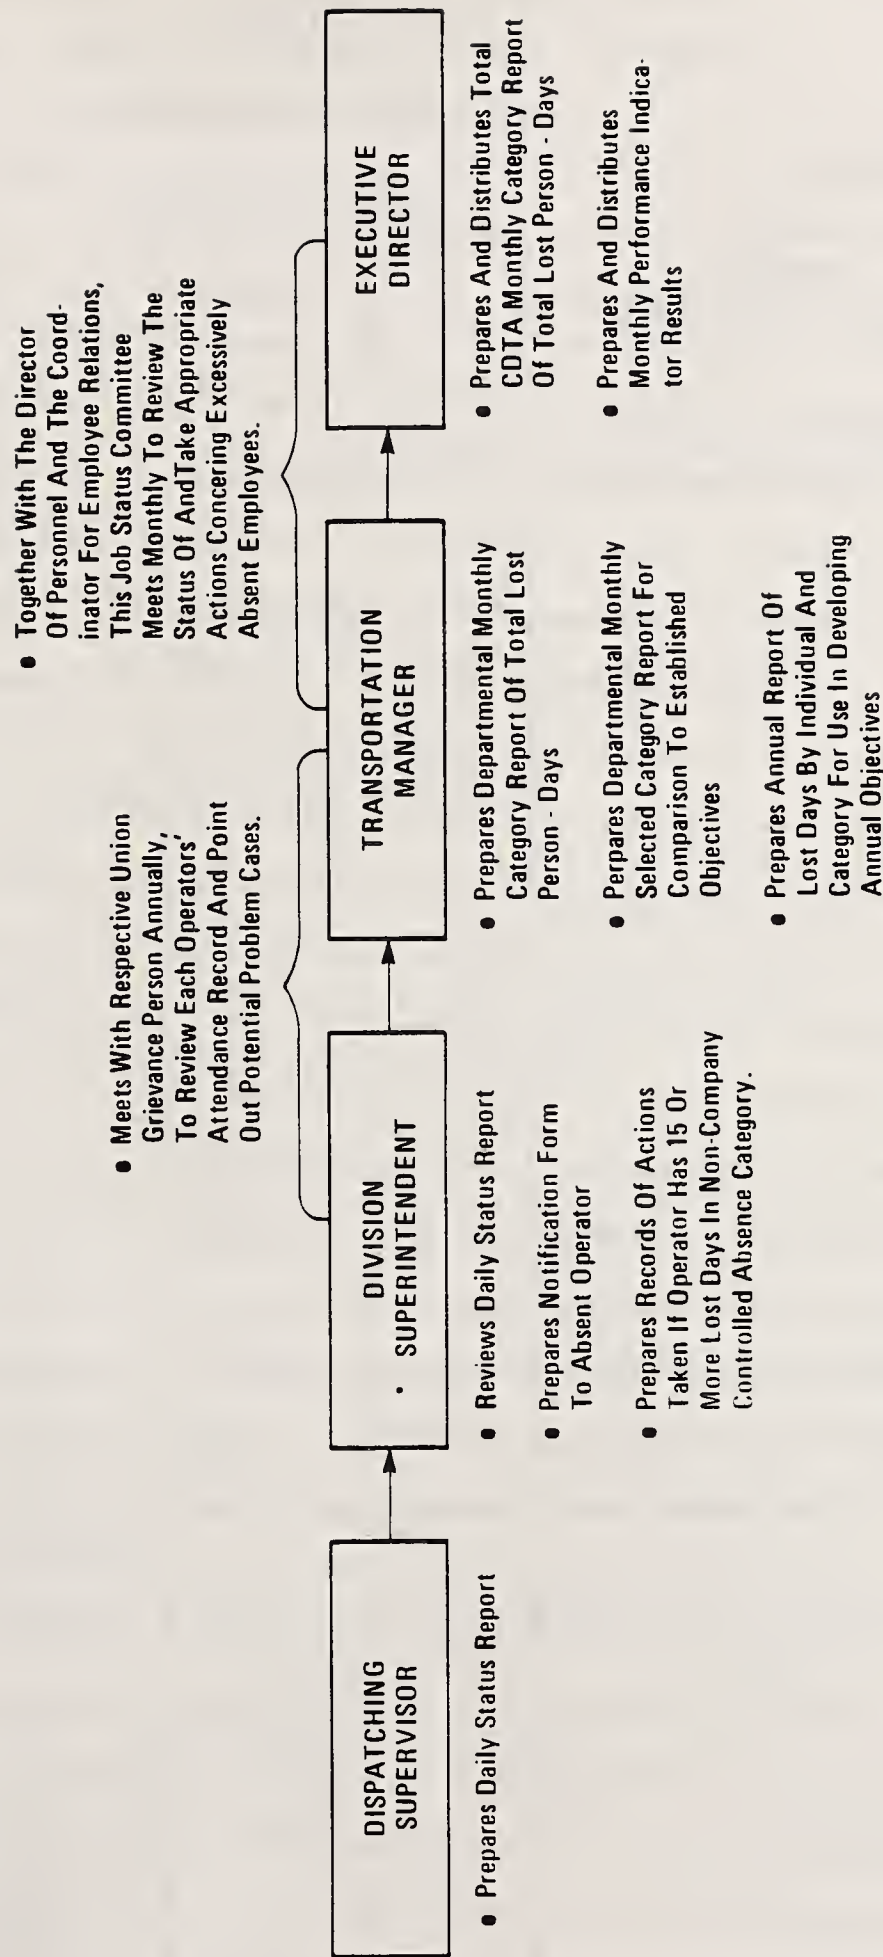 ● Together With The Director
Of Personnel And The Coord-
inator For Employee Relations,
This Job Status Committee
Meets Monthly To Review The
Status Of And Take Appropriate
Actions Concering Excessively
Absent Employees.
● Meets With Respective Union
Grievance Person Annually,
To Review Each Operators'
Attendance Record And Point
Out Potential Problem Cases.
DISPATCHING
SUPERVISOR
● Prepares Daily Status Report
DIVISION
• SUPERINTENDENT
● Reviews Daily Status Report
● Prepares Notification Form
To Absent Operator
● Prepares Records Of Actions
Taken If Operator Has 15 Or
More Lost Days In Non-Company
Controlled Absence Category.
TRANSPORTATION
MANAGER
● Prepares Departmental Monthly
Category Report Of Total Lost
Person - Days
● Perpares Departmental Monthly
Selected Category Report For
Comparison To Established
Objectives
● Prepares Annual Report Of
Lost Days By Individual And
Category For Use In Developing
Annual Objectives
EXECUTIVE
DIRECTOR
● Prepares And Distributes Total
CDTA Monthly Category Report
Of Total Lost Person - Days
● Prepares And Distributes
Monthly Performance Indica-
tor Results